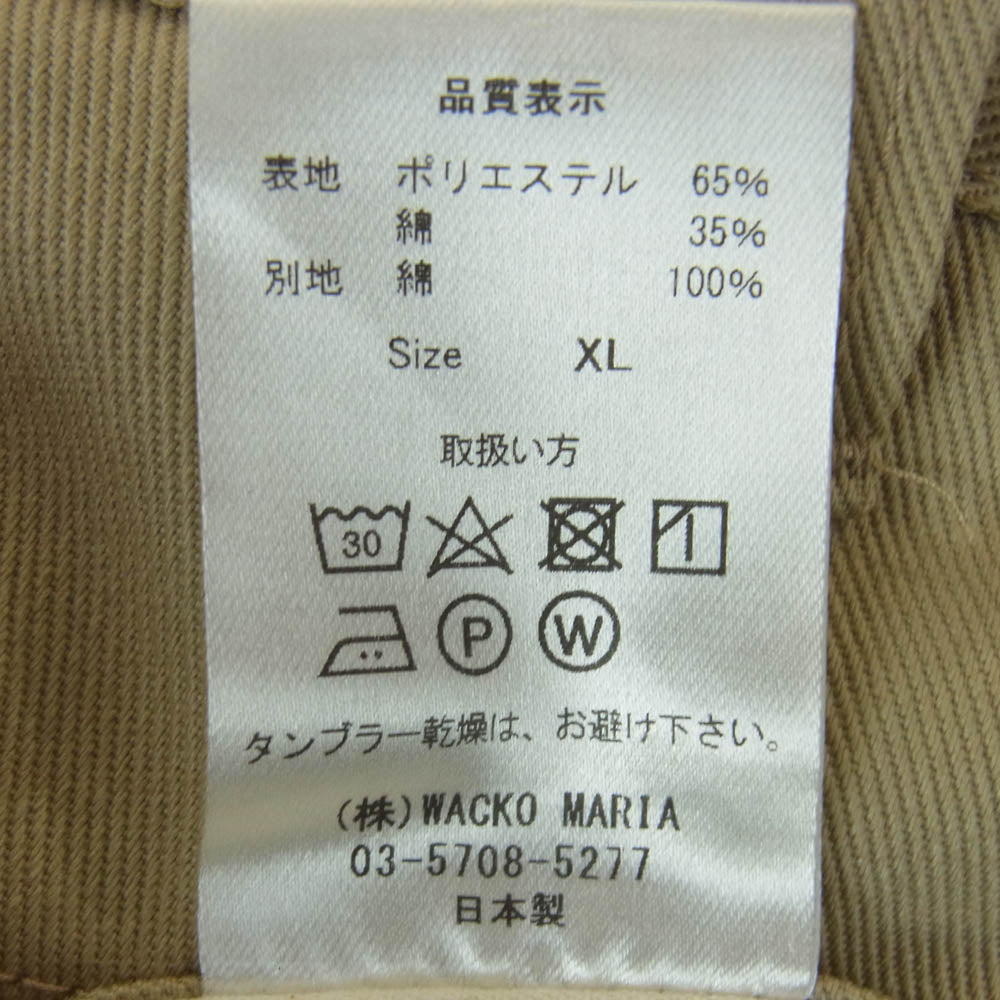 品質表示
表地 ポリエステル 65%
綿 35%
別地 綿 100%
Size XL
取扱い方
30
P W
タンブラー乾燥は、お避け下さい。
(株)WACKO MARIA
03-5708-5277
日本製